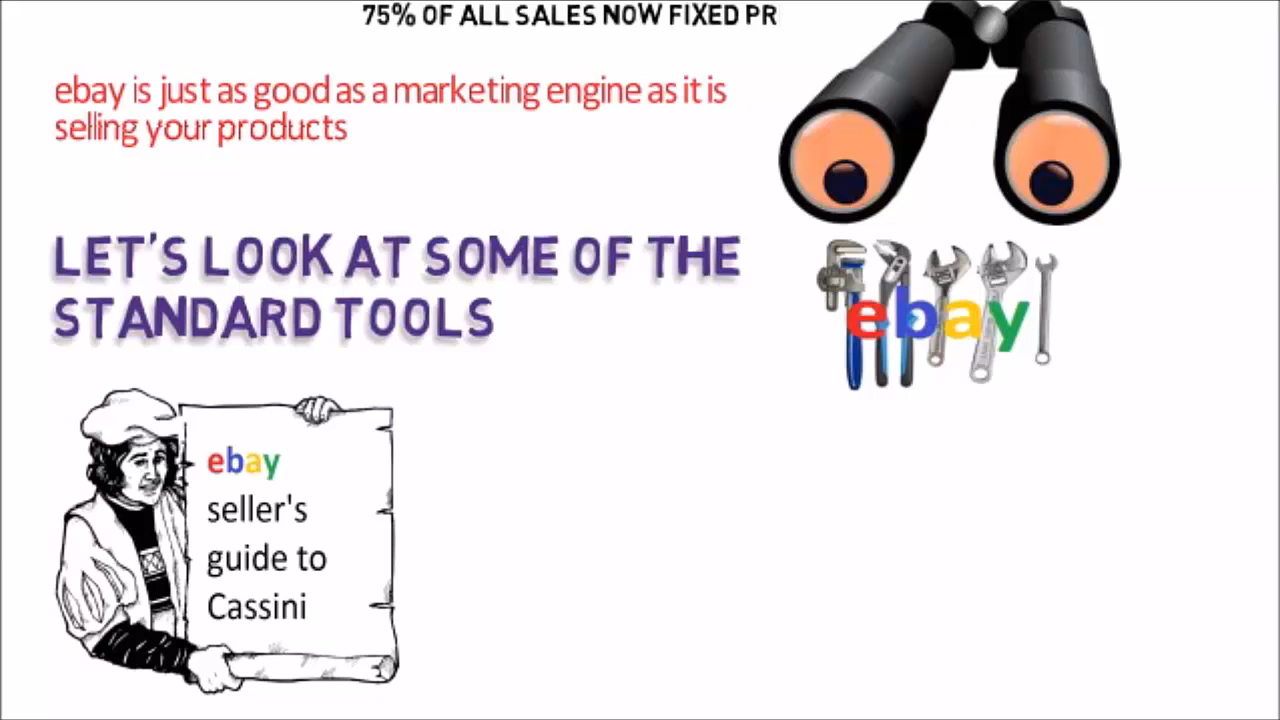 75% OF ALL SALES NOW FIXED PR
ebay is just as good as a marketing engine as it is
selling your products
LET'S LOOK AT SOME OF THE
STANDARD TOOLS
ebay
ebay
seller's
guide to
Cassini